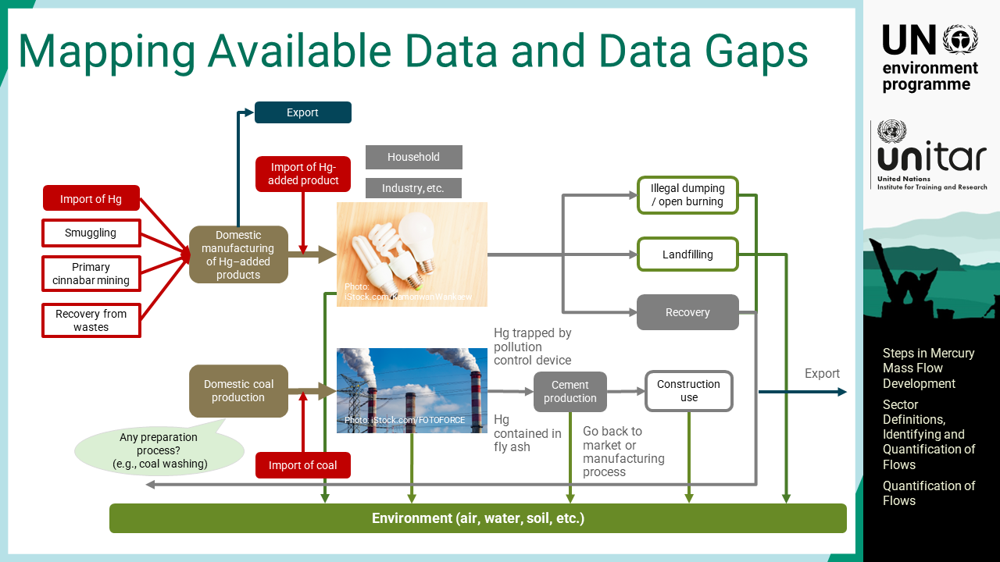 Mapping Available Data and Data Gaps
UN
environment
programme
unitar
United Nations
Institute for Training and Research
Export
Household
Import of Hg-
added product
Industry, etc.
Illegal dumping
/ open burning
Import of Hg
Smuggling
Domestic
manufacturing
of Hg–added
products
Landfilling
Primary
cinnabar mining
Photo:
iStock.com/KamonwanWankaew
Recovery from
wastes
Recovery
Hg trapped by
pollution
control device
Domestic coal
production
Cement
production
Construction
use
Export
Photo: iStock.com/FOTOFORCE
Hg
contained in
fly ash
Go back to
market or
manufacturing
process
Any preparation
process?
(e.g., coal washing)
Import of coal
Environment (air, water, soil, etc.)
Steps in Mercury
Mass Flow
Development
Sector
Definitions,
Identifying and
Quantification of
Flows
Quantification of
Flows